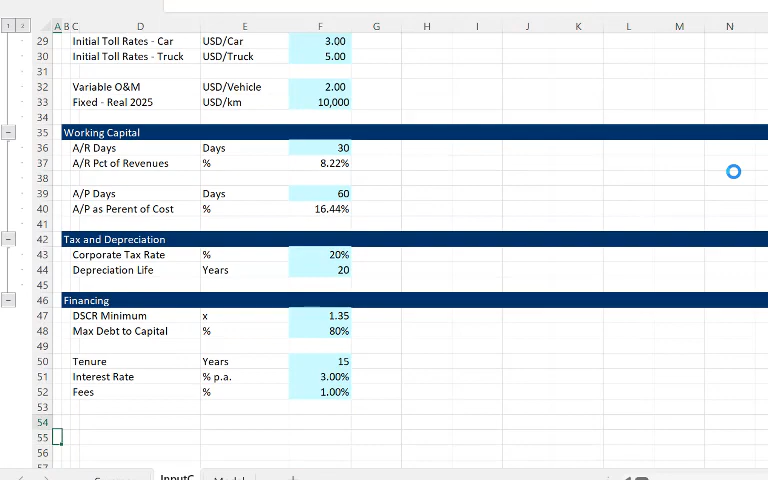 1 2 A B C D E F G H I J K L M N
29 Initial Toll Rates - Car USD/Car 3.00
30 Initial Toll Rates - Truck USD/Truck 5.00
31
32 Variable O&M USD/Vehicle 2.00
33 Fixed - Real 2025 USD/km 10,000
34
35 Working Capital
36 A/R Days Days 30
37 A/R Pct of Revenues % 8.22%
38
39 A/P Days Days 60
40 A/P as Perent of Cost % 16.44%
41
42 Tax and Depreciation
43 Corporate Tax Rate % 20%
44 Depreciation Life Years 20
45
46 Financing
47 DSCR Minimum x 1.35
48 Max Debt to Capital % 80%
49
50 Tenure Years 15
51 Interest Rate % p.a. 3.00%
52 Fees % 1.00%
53
54
55
56
57
InputC Model